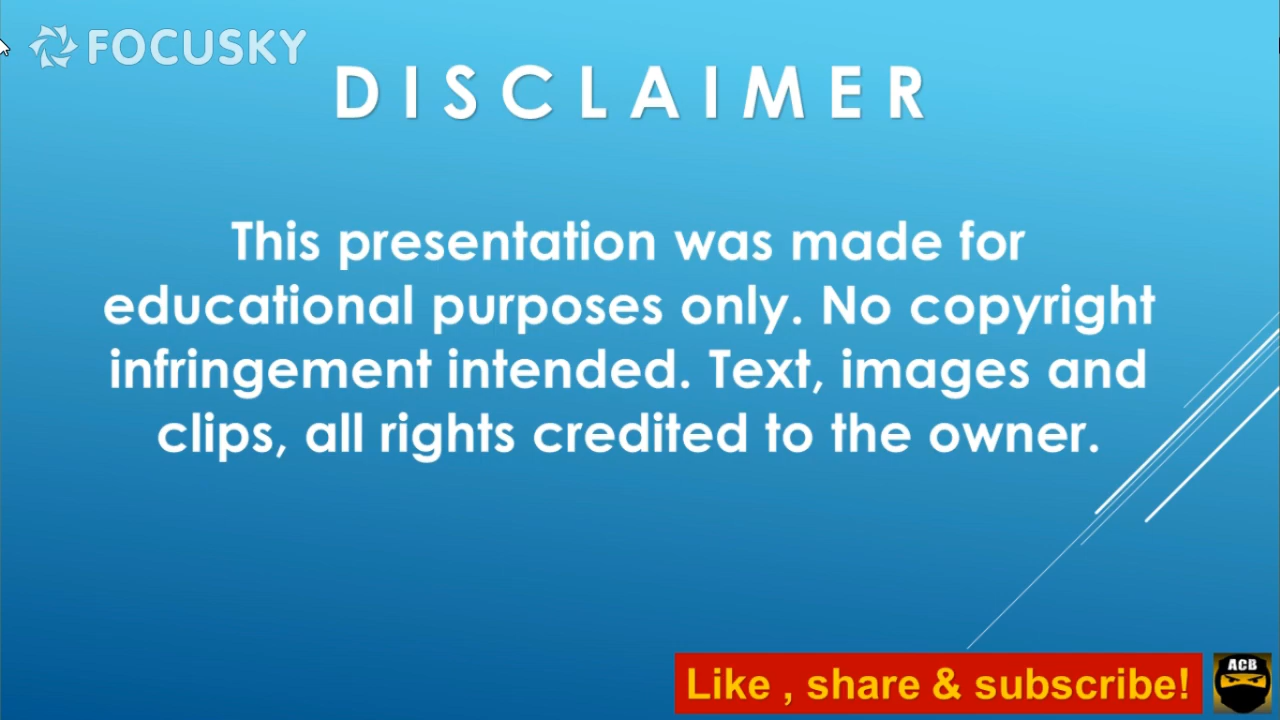 FOCUSKY
DISCLAIMER
This presentation was made for
educational purposes only. No copyright
infringement intended. Text, images and
clips, all rights credited to the owner.
Like , share & subscribe!
ACB